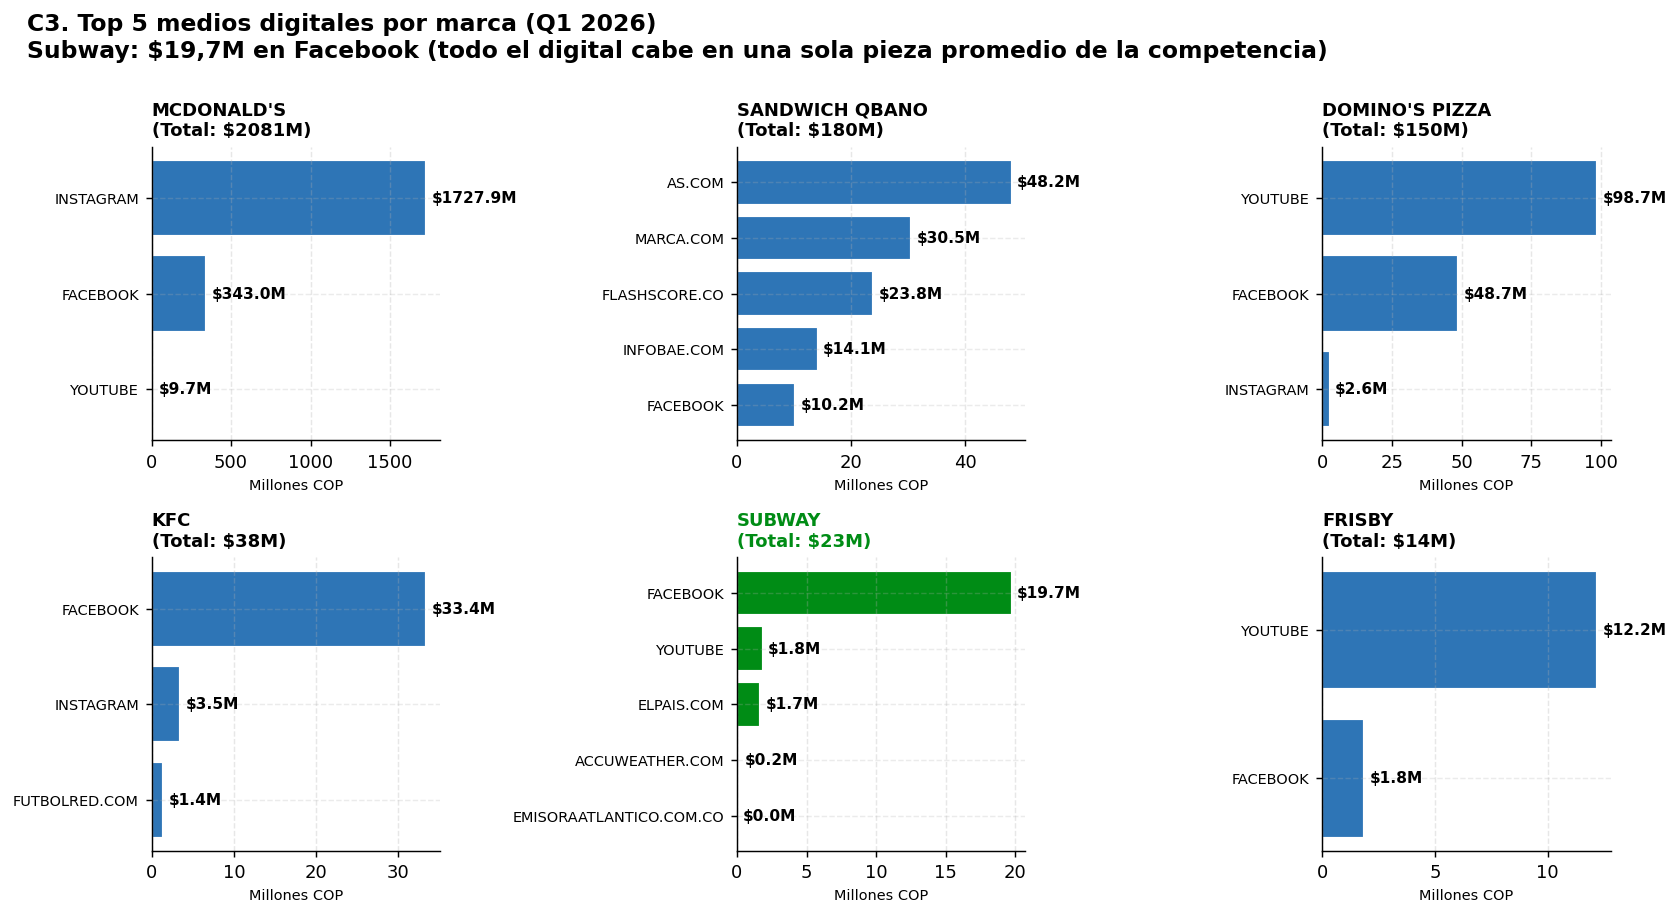 C3. Top 5 medios digitales por marca (Q1 2026)
Subway: $19,7M en Facebook (todo el digital cabe en una sola pieza promedio de la competencia)
MCDONALD'S
(Total: $2081M)
INSTAGRAM
$1727.9M
FACEBOOK
$343.0M
YOUTUBE
$9.7M
0 500 1000 1500
Millones COP
SANDWICH QBANO
(Total: $180M)
AS.COM
$48.2M
MARCA.COM
$30.5M
FLASHSCORE.CO
$23.8M
INFOBAE.COM
$14.1M
FACEBOOK
$10.2M
0 20 40
Millones COP
DOMINO'S PIZZA
(Total: $150M)
YOUTUBE
$98.7M
FACEBOOK
$48.7M
INSTAGRAM
$2.6M
0 25 50 75 100
Millones COP
KFC
(Total: $38M)
FACEBOOK
$33.4M
INSTAGRAM
$3.5M
FUTBOLRED.COM
$1.4M
0 10 20 30
Millones COP
SUBWAY
(Total: $23M)
FACEBOOK
$19.7M
YOUTUBE
$1.8M
ELPAIS.COM
$1.7M
ACCUWEATHER.COM
$0.2M
EMISORAATLANTICO.COM.CO
$0.0M
0 5 10 15 20
Millones COP
FRISBY
(Total: $14M)
YOUTUBE
$12.2M
FACEBOOK
$1.8M
0 5 10
Millones COP